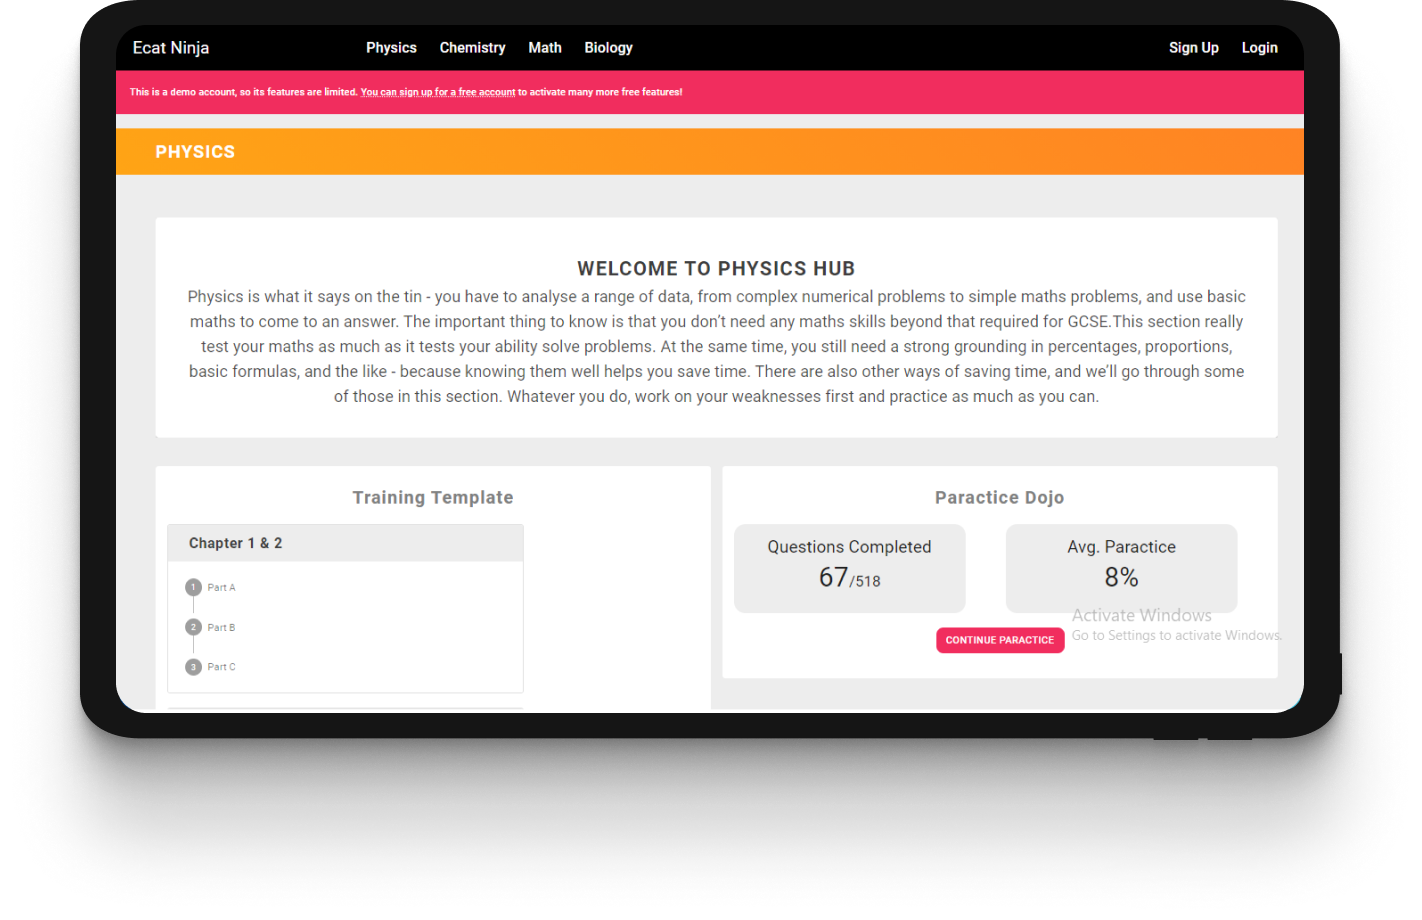 Ecat Ninja Physics Chemistry Math Biology Sign Up Login
This is a demo account, so its features are limited. You can sign up for a free account to activate many more free features!
PHYSICS
WELCOME TO PHYSICS HUB
Physics is what it says on the tin - you have to analyse a range of data, from complex numerical problems to simple maths problems, and use basic
maths to come to an answer. The important thing to know is that you don’t need any maths skills beyond that required for GCSE.This section really
test your maths as much as it tests your ability solve problems. At the same time, you still need a strong grounding in percentages, proportions,
basic formulas, and the like - because knowing them well helps you save time. There are also other ways of saving time, and we’ll go through some
of those in this section. Whatever you do, work on your weaknesses first and practice as much as you can.
Training Template
Chapter 1 & 2
1 Part A
2 Part B
3 Part C
Paractice Dojo
Questions Completed
67/518
Avg. Paractice
8%
CONTINUE PARACTICE
Activate Windows
Go to Settings to activate Windows.